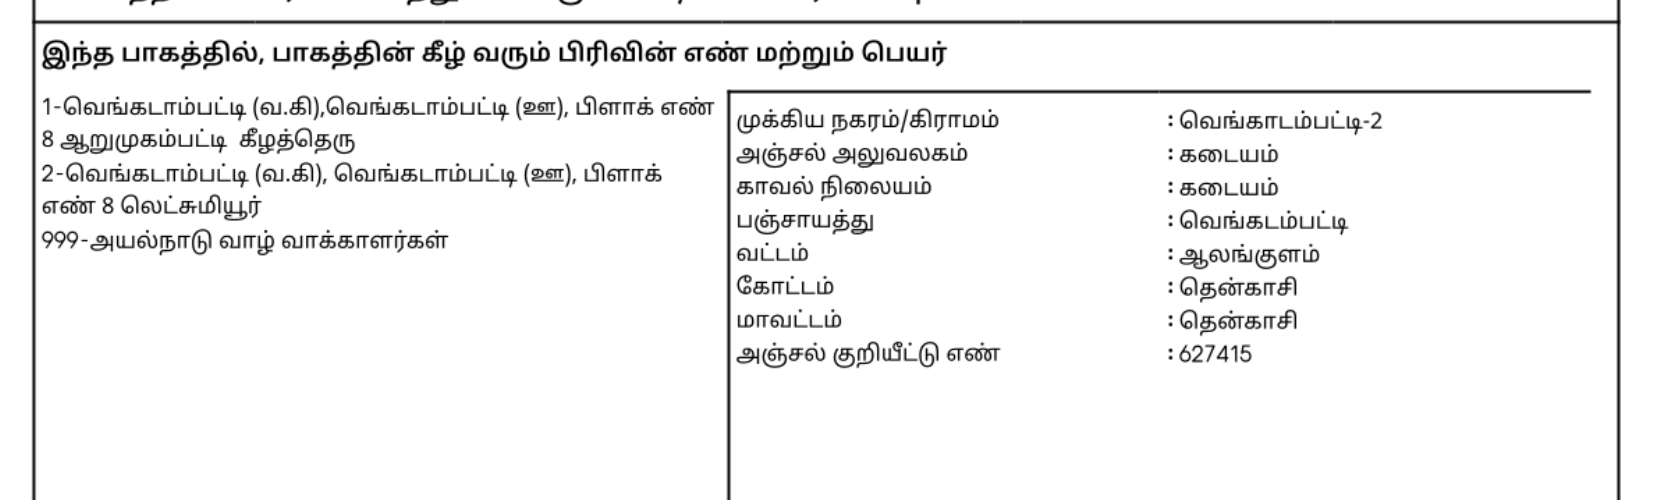 இந்த பாகத்தில், பாகத்தின் கீழ் வரும் பிரிவின் எண் மற்றும் பெயர்
1-வெங்கடாம்பட்டி (வ.கி),வெங்கடாம்பட்டி (ஊ), பிளாக் எண்
8 ஆறுமுகம்பட்டி கீழத்தெரு
2-வெங்கடாம்பட்டி (வ.கி), வெங்கடாம்பட்டி (ஊ), பிளாக்
எண் 8 லெட்சுமியூர்
999-அயல்நாடு வாழ் வாக்காளர்கள்
முக்கிய நகரம்/கிராமம் : வெங்காடம்பட்டி-2
அஞ்சல் அலுவலகம் : கடையம்
காவல் நிலையம் : கடையம்
பஞ்சாயத்து : வெங்கடம்பட்டி
வட்டம் : ஆலங்குளம்
கோட்டம் : தென்காசி
மாவட்டம் : தென்காசி
அஞ்சல் குறியீட்டு எண் : 627415